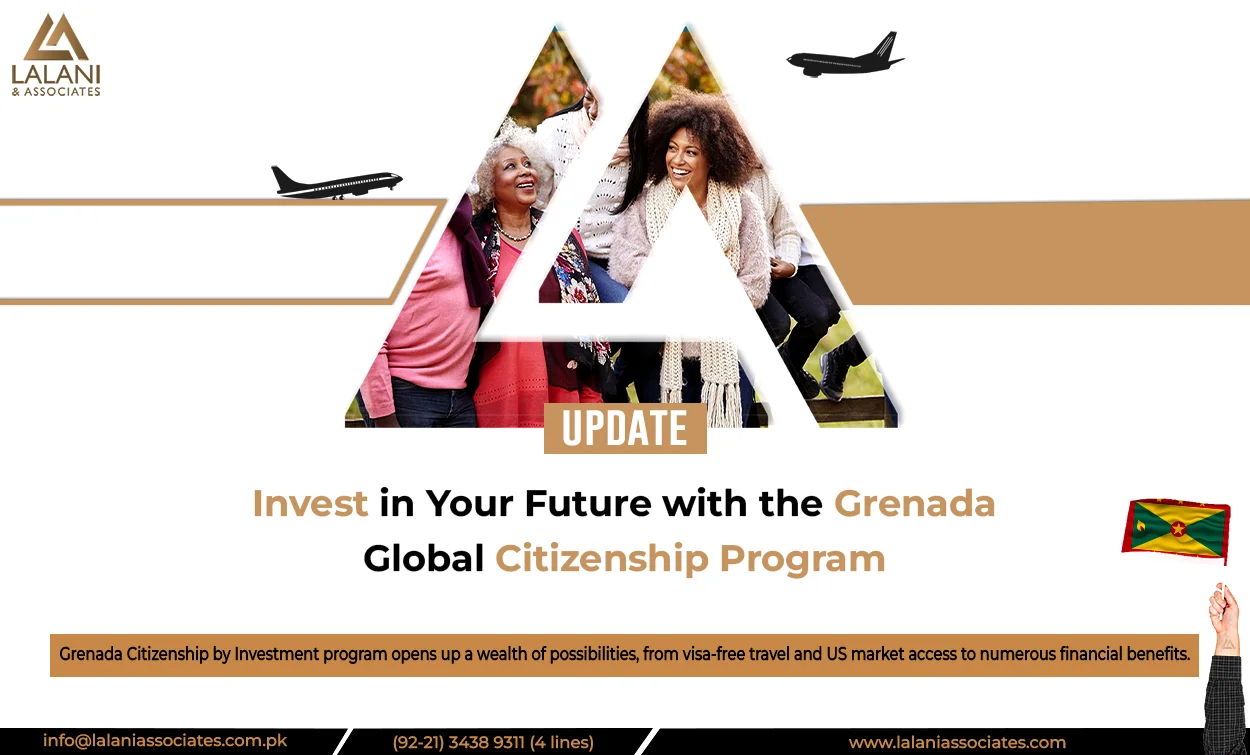 LALANI
& ASSOCIATES
UPDATE
Invest in Your Future with the Grenada
Global Citizenship Program
Grenada Citizenship by Investment program opens up a wealth of possibilities, from visa-free travel and US market access to numerous financial benefits.
info@lalaniassociates.com.pk
(92-21) 3438 9311 (4 lines)
www.lalaniassociates.com